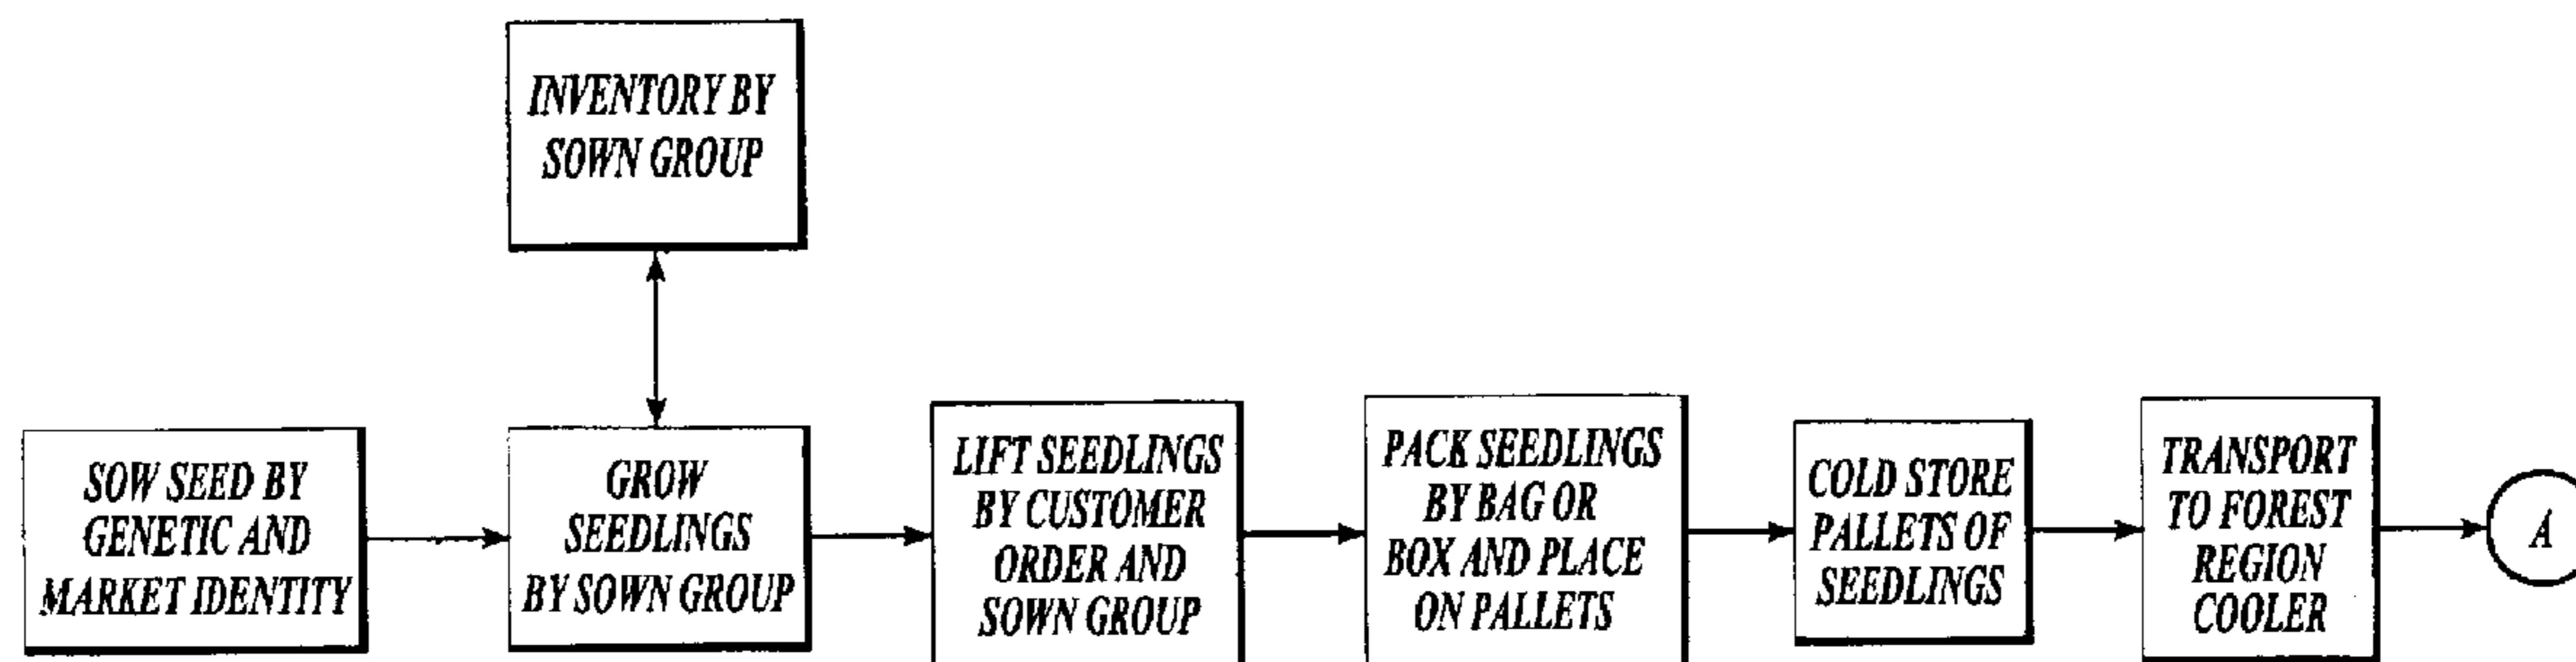 INVENTORY BY
SOWN GROUP
SOW SEED BY
GENETIC AND
MARKET IDENTITY
GROW
SEEDLINGS
BY SOWN GROUP
LIFT SEEDLINGS
BY CUSTOMER
ORDER AND
SOWN GROUP
PACK SEEDLINGS
BY BAG OR
BOX AND PLACE
ON PALLETS
COLD STORE
PALLETS OF
SEEDLINGS
TRANSPORT
TO FOREST
REGION
COOLER
A